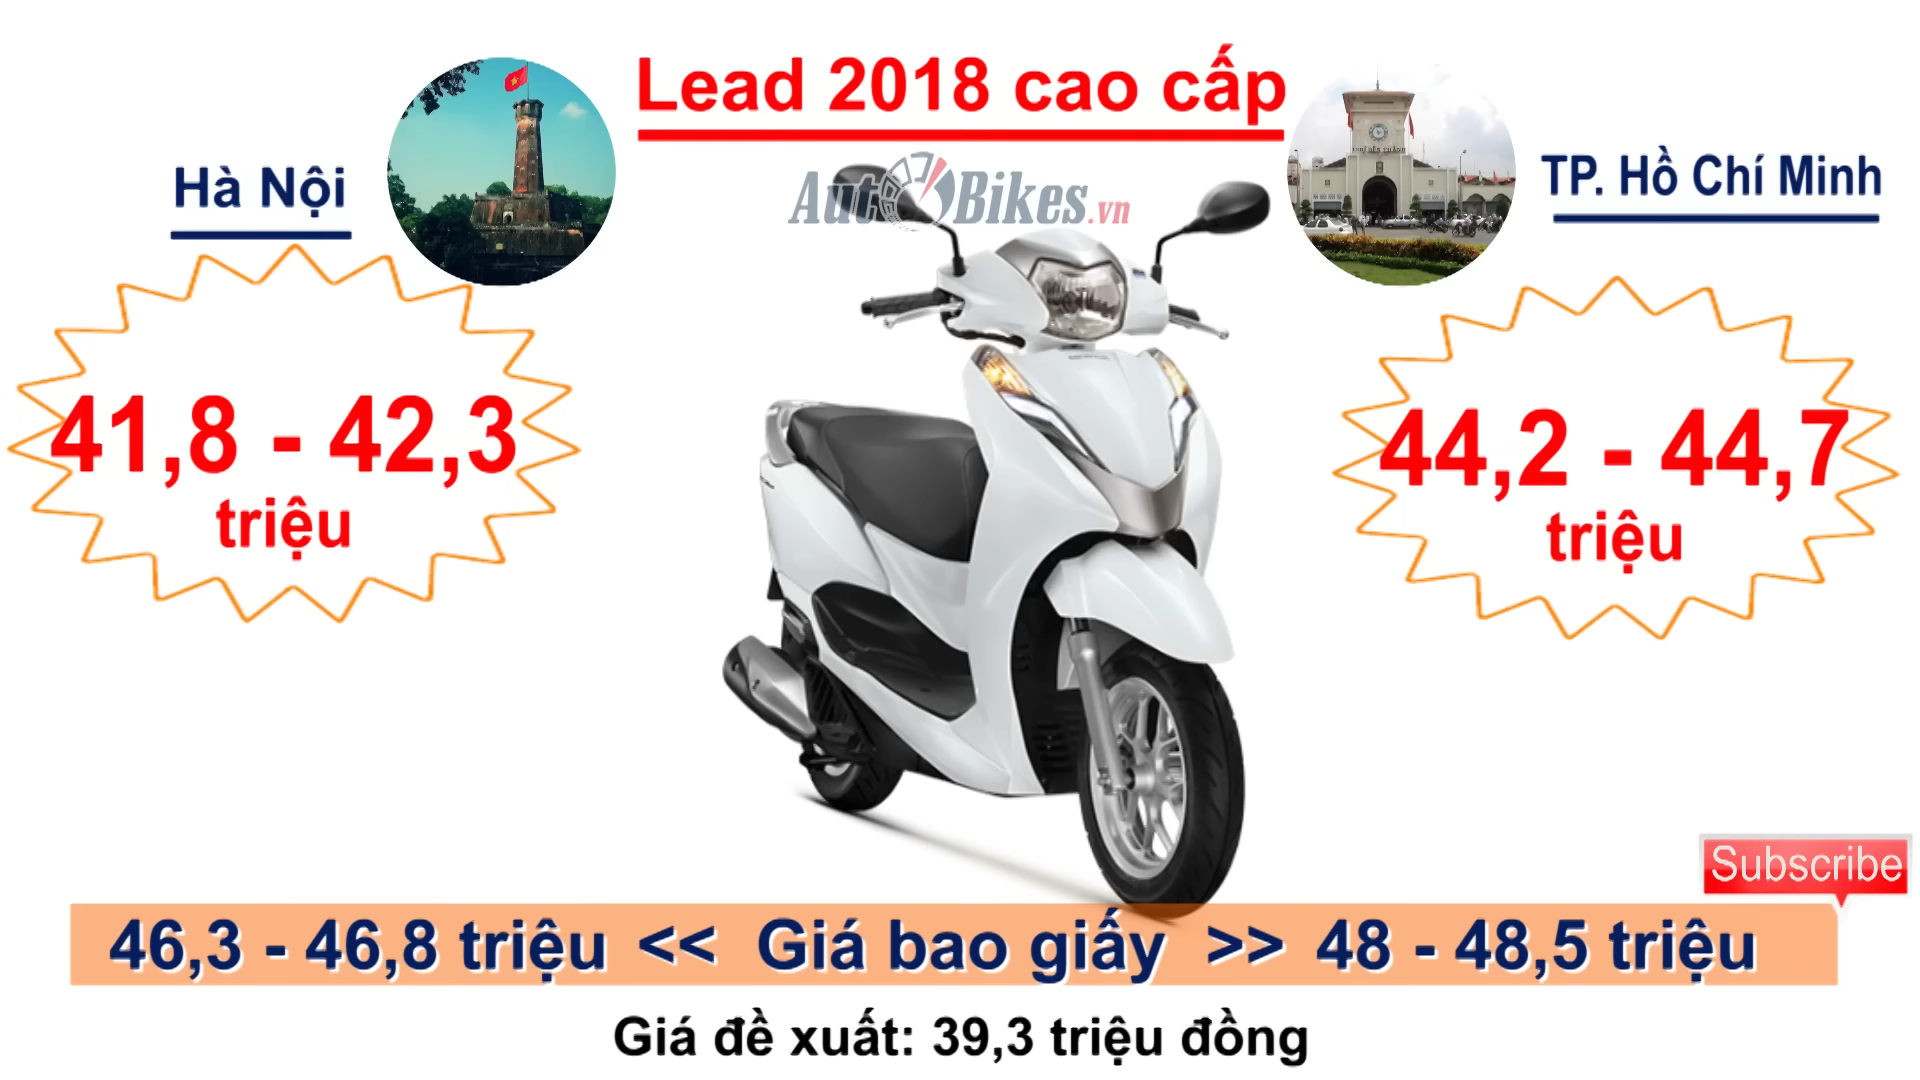 Lead 2018 cao cấp
AutoBikes.vn
Hà Nội
TP. Hồ Chí Minh
41,8 - 42,3
triệu
44,2 - 44,7
triệu
Subscribe
46,3 - 46,8 triệu << Giá bao giấy >> 48 - 48,5 triệu
Giá đề xuất: 39,3 triệu đồng